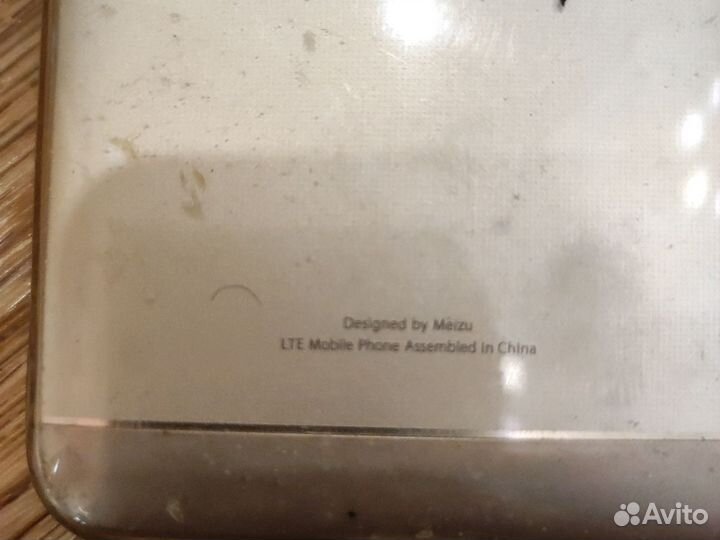 Designed by Meizu
LTE Mobile Phone Assembled in China
Avito